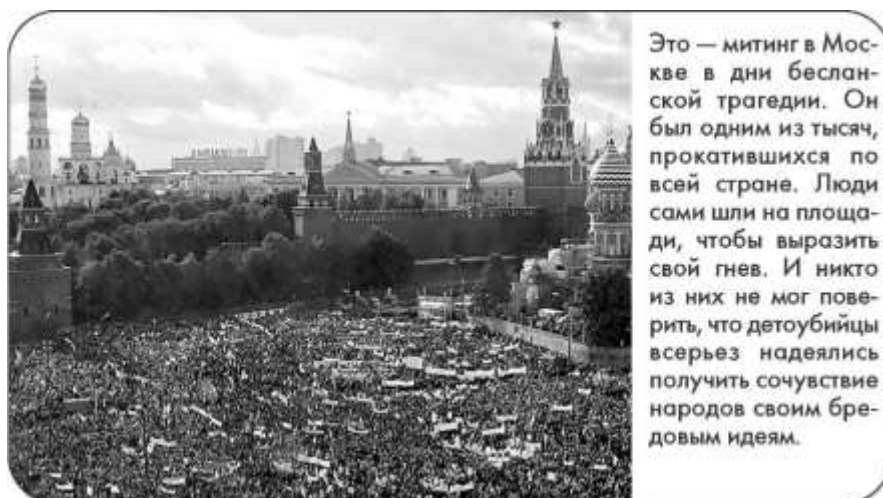 Это — митинг в Мос-
кве в дни беслан-
ской трагедии. Он
был одним из тысяч,
прокатившихся по
всей стране. Люди
сами шли на площа-
ди, чтобы выразить
свой гнев. И никто
из них не мог пове-
рить, что детоубийцы
всерьез надеялись
получить сочувствие
народов своим бре-
довым идеям.